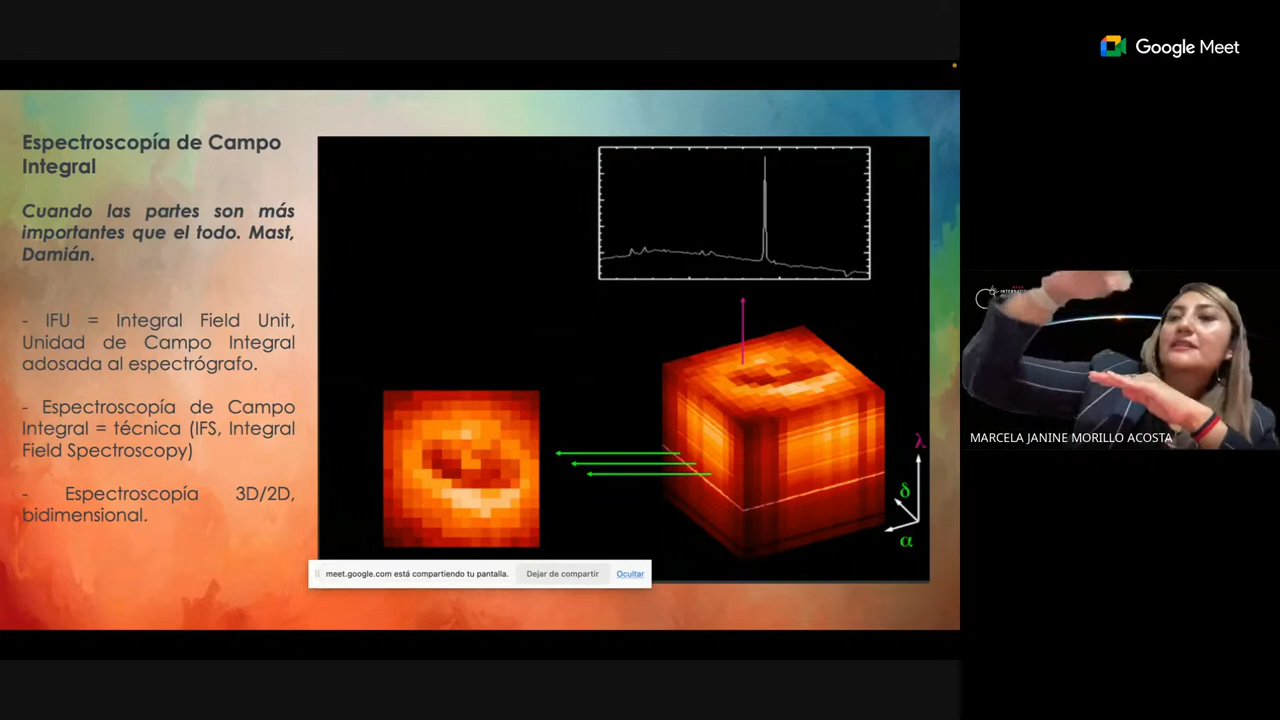 Google Meet
Espectroscopía de Campo
Integral
Cuando las partes son más
importantes que el todo. Mast,
Damián.
- IFU = Integral Field Unit,
Unidad de Campo Integral
adosada al espectrógrafo.
- Espectroscopía de Campo
Integral = técnica (IFS, Integral
Field Spectroscopy)
- Espectroscopía 3D/2D,
bidimensional.
λ
δ
α
meet.google.com está compartiendo tu pantalla. Dejar de compartir Ocultar
MARCELA JANINE MORILLO ACOSTA